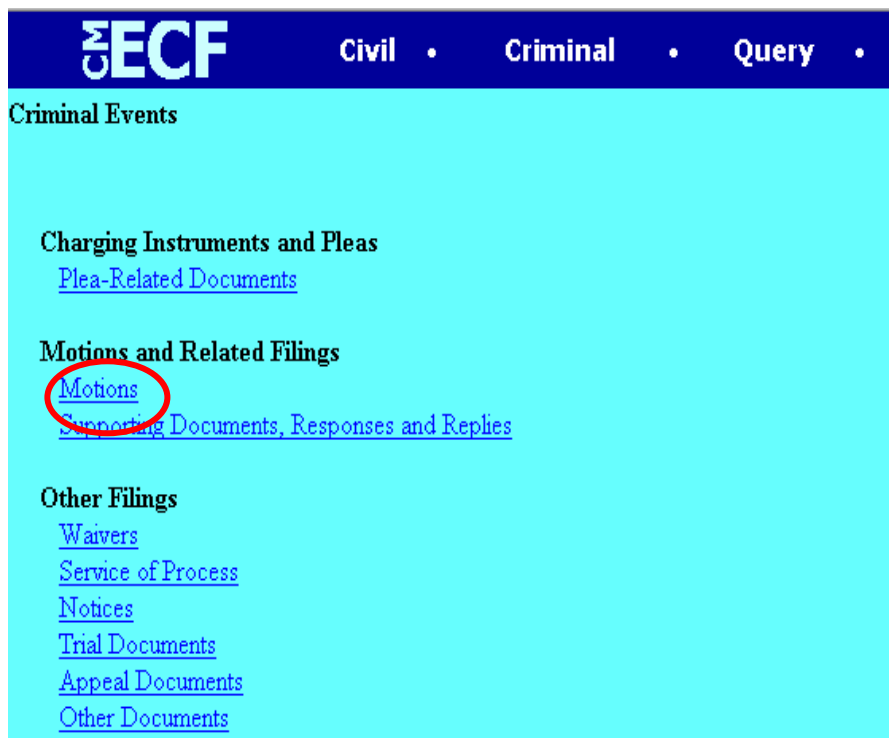 CM ECF Civil • Criminal • Query •
Criminal Events
Charging Instruments and Pleas
Plea-Related Documents
Motions and Related Filings
Motions
Supporting Documents, Responses and Replies
Other Filings
Waivers
Service of Process
Notices
Trial Documents
Appeal Documents
Other Documents